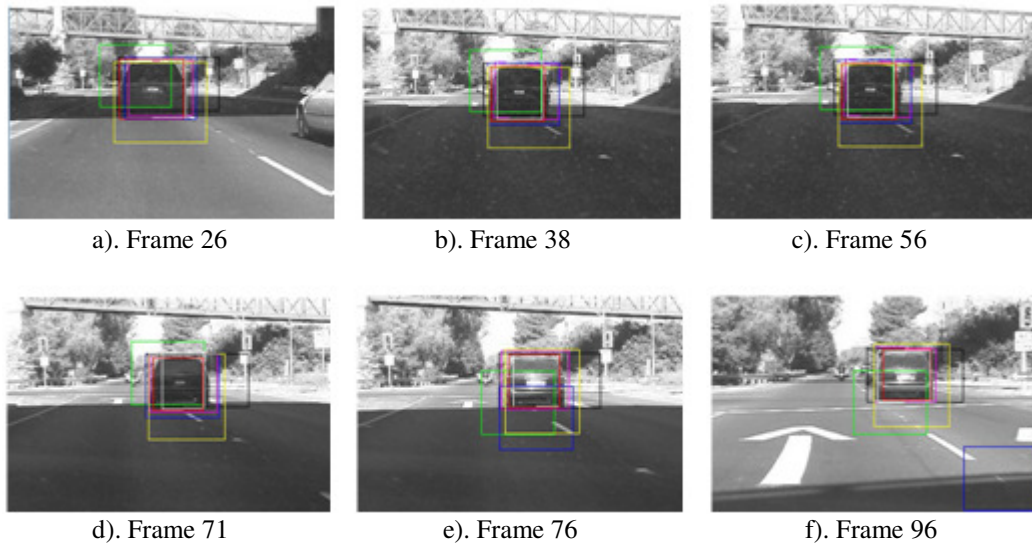 a). Frame 26
b). Frame 38
c). Frame 56
d). Frame 71
e). Frame 76
f). Frame 96